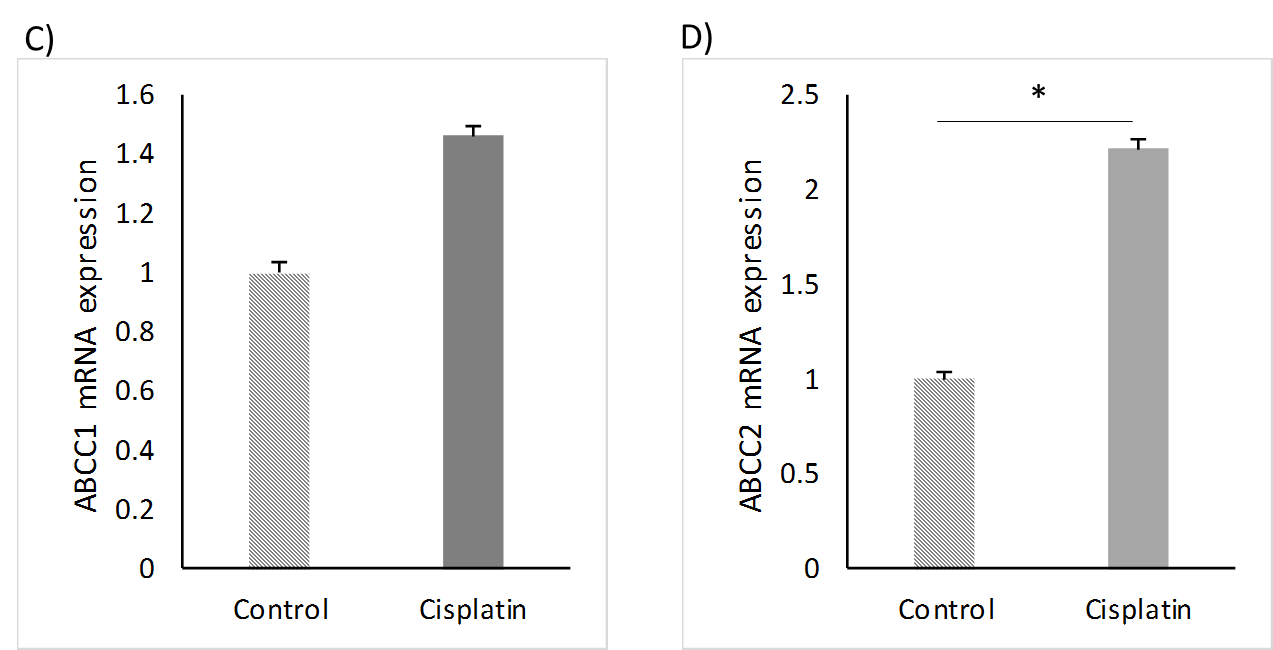 C)
ABCC1 mRNA expression
1.6
1.4
1.2
1
0.8
0.6
0.4
0.2
0
Control Cisplatin
D)
*
ABCC2 mRNA expression
2.5
2
1.5
1
0.5
0
Control Cisplatin